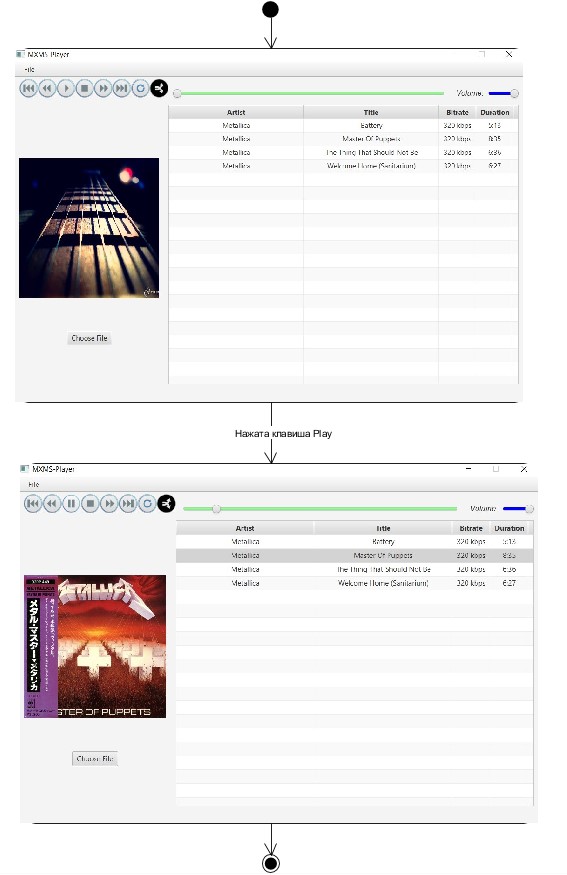 MXMS-Player
File
Volume:
Artist Title Bitrate Duration
Metallica Battery 320 kbps 5:13
Metallica Master Of Puppets 320 kbps 8:35
Metallica The Thing That Should Not Be 320 kbps 6:36
Metallica Welcome Home (Sanitarium) 320 kbps 6:27
Choose File
Нажата клавиша Play
MXMS-Player
File
Volume
Artist Title Bitrate Duration
Metallica Battery 320 kbps 5:13
Metallica Master Of Puppets 320 kbps 8:35
Metallica The Thing That Should Not Be 320 kbps 6:36
Metallica Welcome Home (Sanitarium) 320 kbps 6:27
METALLICA
メタル・マスター★メタリカ
STER OF PUPPETS
Choose File